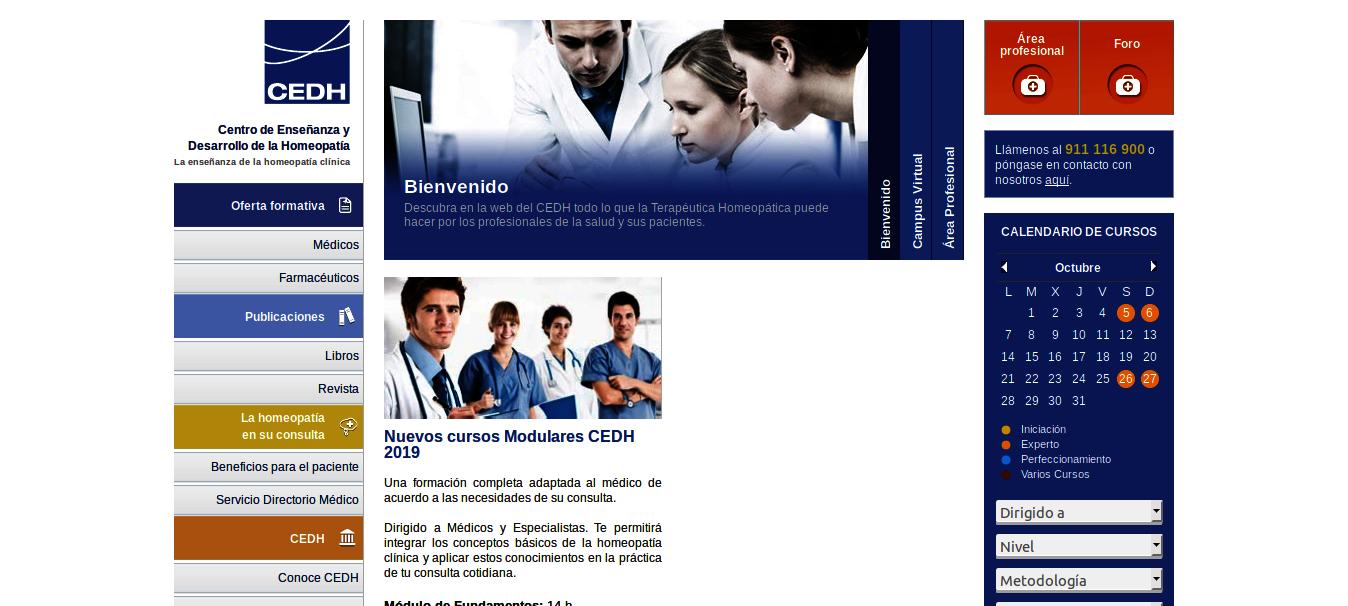 CEDH
Centro de Enseñanza y
Desarrollo de la Homeopatía
La enseñanza de la homeopatía clínica
Oferta formativa
Médicos
Farmacéuticos
Publicaciones
Libros
Revista
La homeopatía
en su consulta
Beneficios para el paciente
Servicio Directorio Médico
CEDH
Conoce CEDH
Bienvenido
Descubra en la web del CEDH todo lo que la Terapéutica Homeopática puede
hacer por los profesionales de la salud y sus pacientes.
Bienvenido
Campus Virtual
Área Profesional
Nuevos cursos Modulares CEDH
2019
Una formación completa adaptada al médico de
acuerdo a las necesidades de su consulta.
Dirigido a Médicos y Especialistas. Te permitirá
integrar los conceptos básicos de la homeopatía
clínica y aplicar estos conocimientos en la práctica
de tu consulta cotidiana.
Módulo de Fundamentos: 14 h
Área
profesional
Foro
Llámenos al 911 116 900 o
póngase en contacto con
nosotros aquí.
CALENDARIO DE CURSOS
Octubre
L M X J V S D
1 2 3 4 5 6
7 8 9 10 11 12 13
14 15 16 17 18 19 20
21 22 23 24 25 26 27
28 29 30 31
Iniciación
Experto
Perfeccionamiento
Varios Cursos
Dirigido a
Nivel
Metodología